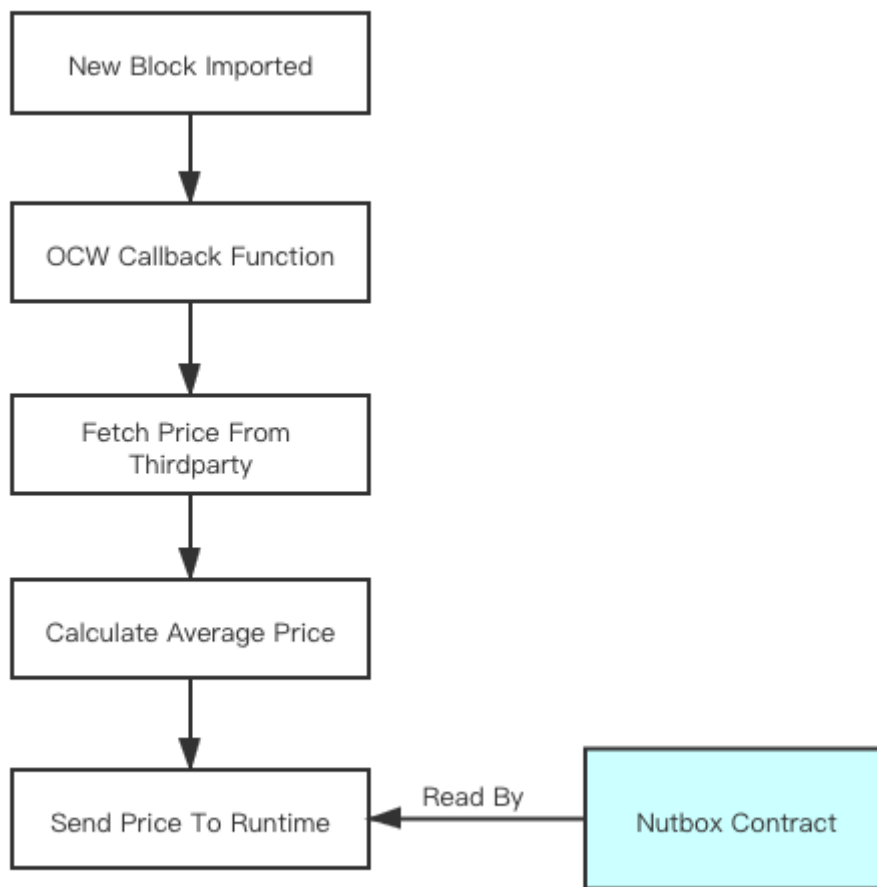 New Block Imported
OCW Callback Function
Fetch Price From
Thirdparty
Calculate Average Price
Send Price To Runtime
Read By
Nutbox Contract